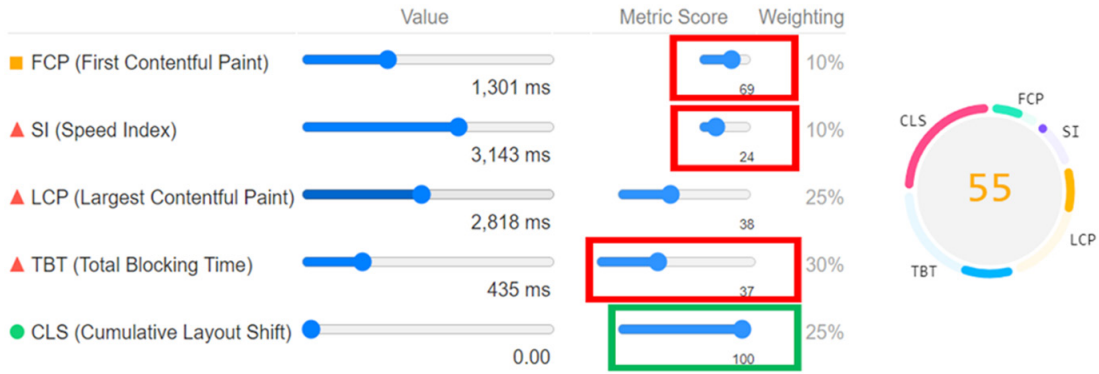 Value Metric Score Weighting
FCP (First Contentful Paint) 10%
1,301 ms 69
SI (Speed Index) 10%
3,143 ms 24
LCP (Largest Contentful Paint) 25%
2,818 ms 38
TBT (Total Blocking Time) 30%
435 ms 37
CLS (Cumulative Layout Shift) 25%
0.00 100
FCP
CLS
SI
55
LCP
TBT